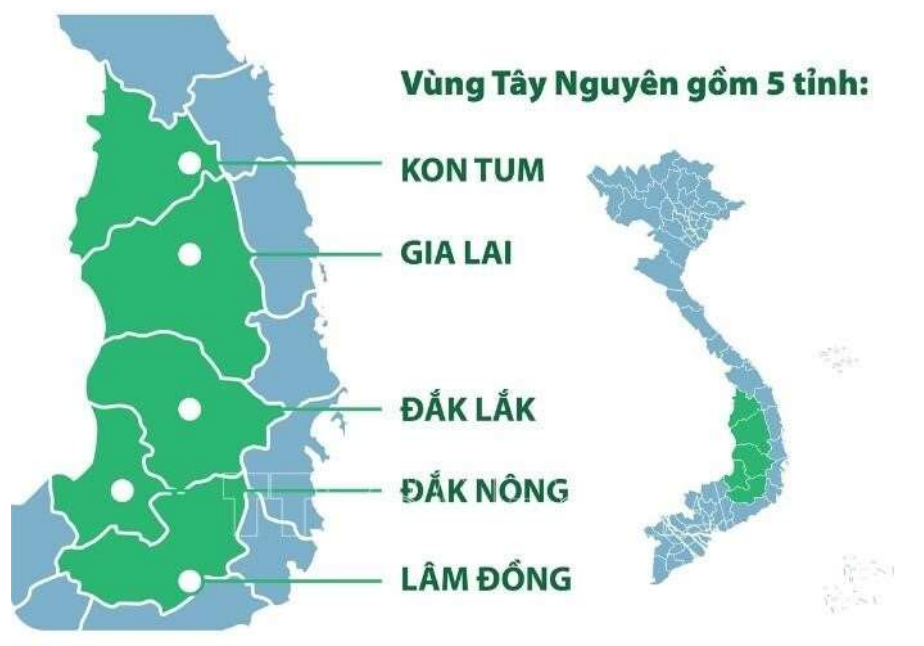 Vùng Tây Nguyên gồm 5 tỉnh:
KON TUM
GIA LAI
ĐẮK LẮK
ĐẮK NÔNG
LÂM ĐỒNG